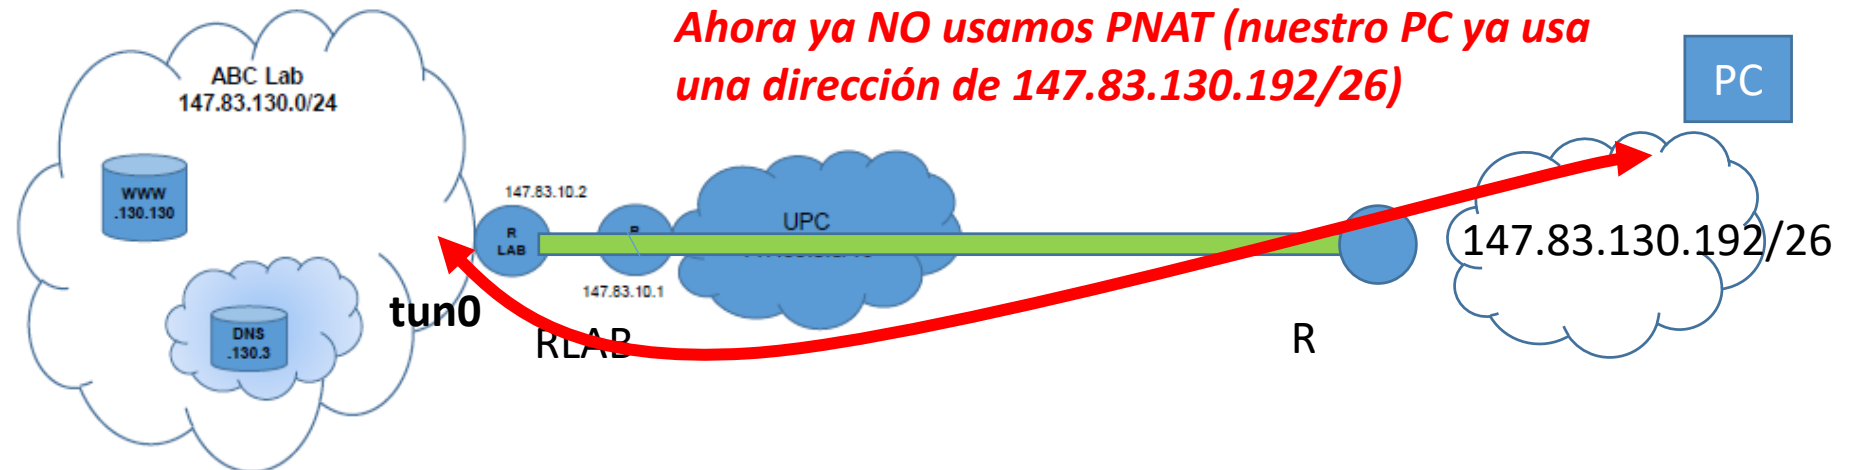 Ahora ya NO usamos PNAT (nuestro PC ya usa
una dirección de 147.83.130.192/26)
PC
ABC Lab
147.83.130.0/24
WWW
.130.130
147.83.10.2
R
LAB
R
UPC
147.83.130.192/26
147.83.10.1
tun0
DNS
.130.3
RLAB
R